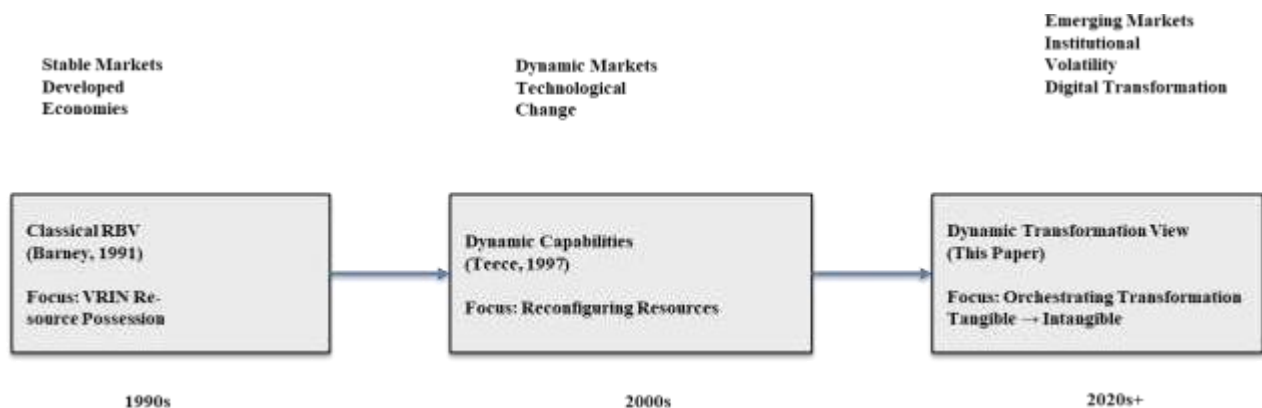 Stable Markets
Developed
Economies
Dynamic Markets
Technological
Change
Emerging Markets
Institutional
Volatility
Digital Transformation
Classical RBV
(Barney, 1991)
Focus: VRIN Re-
source Possession
Dynamic Capabilities
(Teece, 1997)
Focus: Reconfiguring Resources
Dynamic Transformation View
(This Paper)
Focus: Orchestrating Transformation
Tangible → Intangible
1990s
2000s
2020s+